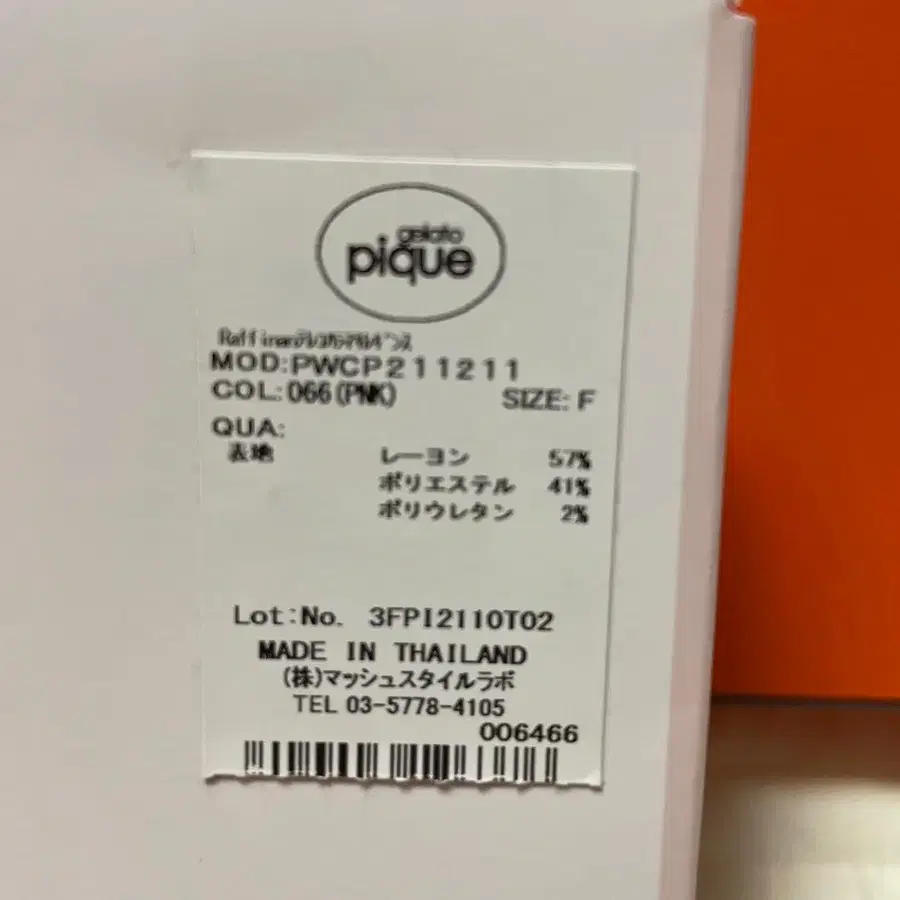 gelato
pique
MOD:PWCP211211
COL:066(PNK) SIZE:F
QUA:
表地 レーヨン 57%
ポリエステル 41%
ポリウレタン 2%
Lot:No. 3FPI2110T02
MADE IN THAILAND
(株)マッシュスタイルラボ
TEL 03-5778-4105
006466